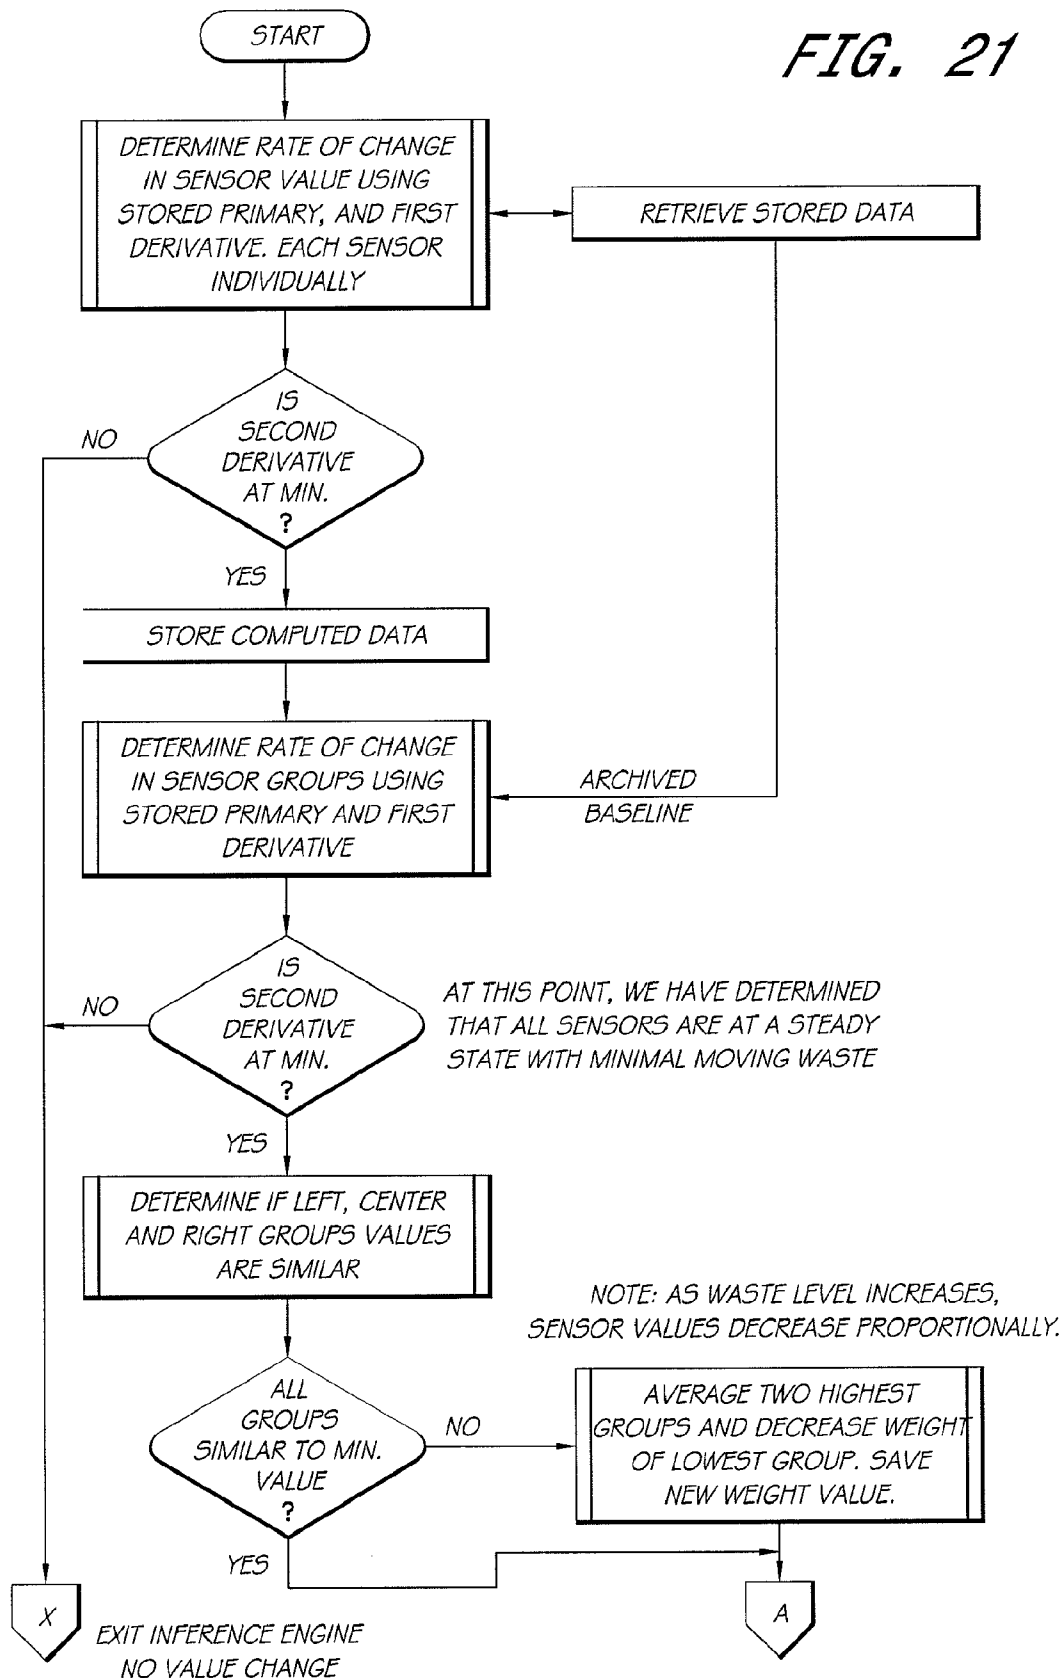 START
FIG. 21
DETERMINE RATE OF CHANGE
IN SENSOR VALUE USING
STORED PRIMARY, AND FIRST
DERIVATIVE. EACH SENSOR
INDIVIDUALLY
RETRIEVE STORED DATA
IS
SECOND
DERIVATIVE
AT MIN.
?
NO
YES
STORE COMPUTED DATA
DETERMINE RATE OF CHANGE
IN SENSOR GROUPS USING
STORED PRIMARY AND FIRST
DERIVATIVE
ARCHIVED
BASELINE
IS
SECOND
DERIVATIVE
AT MIN.
?
NO
AT THIS POINT, WE HAVE DETERMINED
THAT ALL SENSORS ARE AT A STEADY
STATE WITH MINIMAL MOVING WASTE
YES
DETERMINE IF LEFT, CENTER
AND RIGHT GROUPS VALUES
ARE SIMILAR
NOTE: AS WASTE LEVEL INCREASES,
SENSOR VALUES DECREASE PROPORTIONALLY.
ALL
GROUPS
SIMILAR TO MIN.
VALUE
?
NO
AVERAGE TWO HIGHEST
GROUPS AND DECREASE WEIGHT
OF LOWEST GROUP. SAVE
NEW WEIGHT VALUE.
YES
X
EXIT INFERENCE ENGINE
NO VALUE CHANGE
A